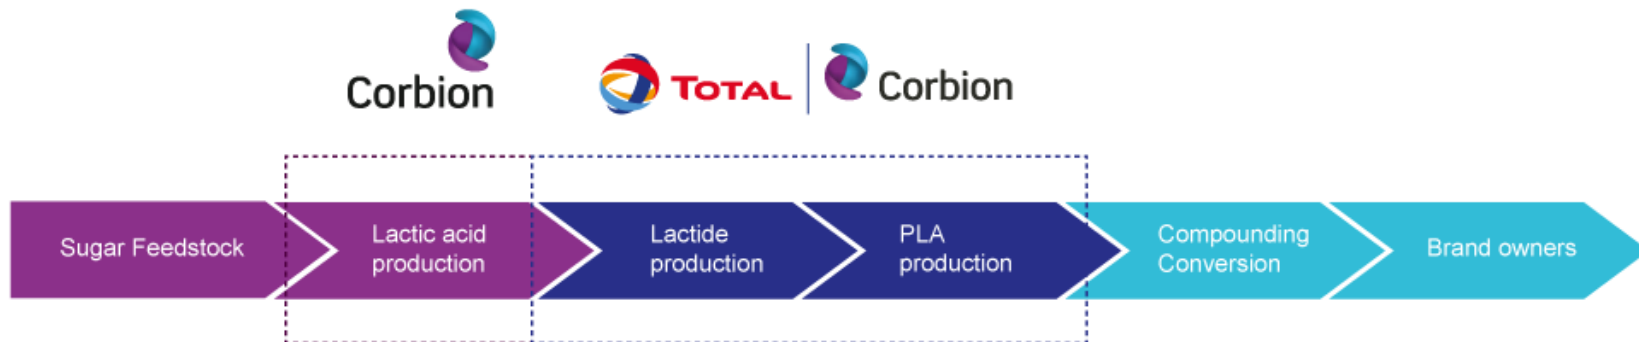 Corbion
TOTAL
Corbion
Sugar Feedstock
Lactic acid
production
Lactide
production
PLA
production
Compounding
Conversion
Brand owners